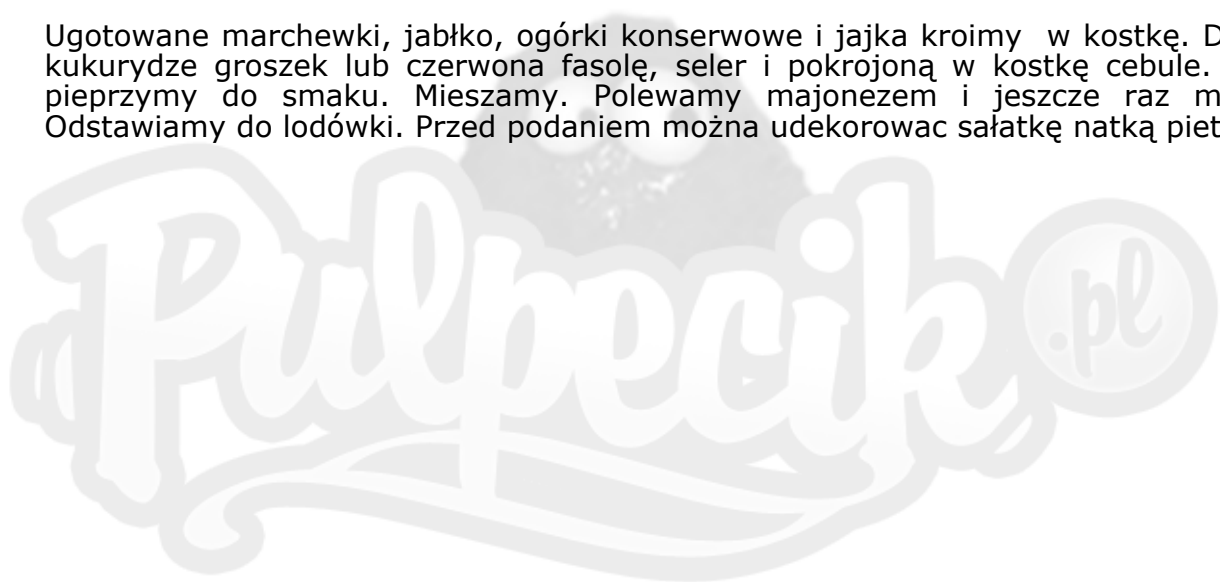 Ugotowane marchewki, jabłko, ogórki konserwowe i jajka kroimy w kostkę.
kukurydze groszek lub czerwona fasolę, seler i pokrojoną w kostkę cebule.
pieprzymy do smaku. Mieszamy. Polewamy majonezem i jeszcze raz
Odstawiamy do lodówki. Przed podaniem można udekorowac sałatkę natką
Pulpecik.pl